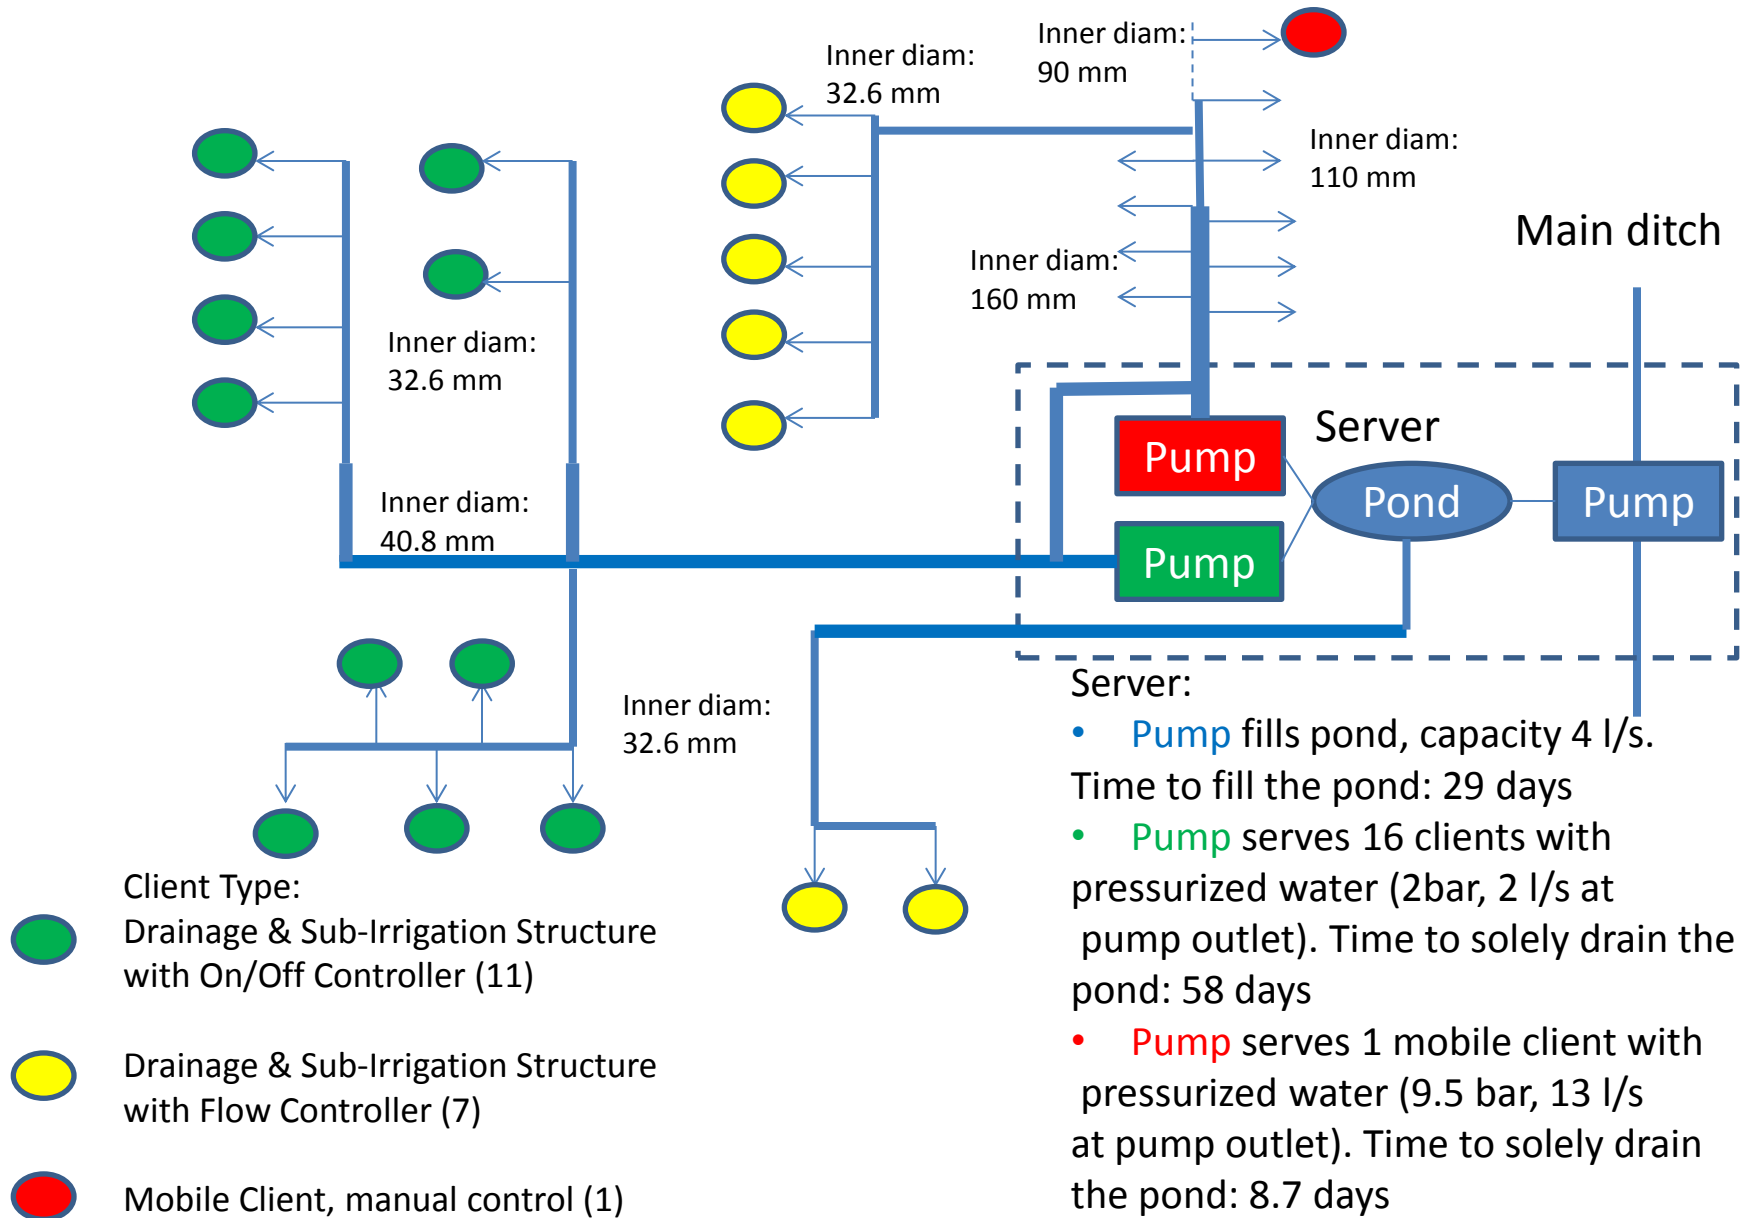 Inner diam:
90 mm
Inner diam:
32.6 mm
Inner diam:
110 mm
Main ditch
Inner diam:
160 mm
Inner diam:
32.6 mm
Server
Pump
Pond
Pump
Inner diam:
40.8 mm
Pump
Inner diam:
32.6 mm
Server:
• Pump fills pond, capacity 4 l/s.
Time to fill the pond: 29 days
• Pump serves 16 clients with
pressurized water (2bar, 2 l/s at
pump outlet). Time to solely drain the
pond: 58 days
• Pump serves 1 mobile client with
pressurized water (9.5 bar, 13 l/s
at pump outlet). Time to solely drain
the pond: 8.7 days
Client Type:
Drainage & Sub-Irrigation Structure
with On/Off Controller (11)
Drainage & Sub-Irrigation Structure
with Flow Controller (7)
Mobile Client, manual control (1)